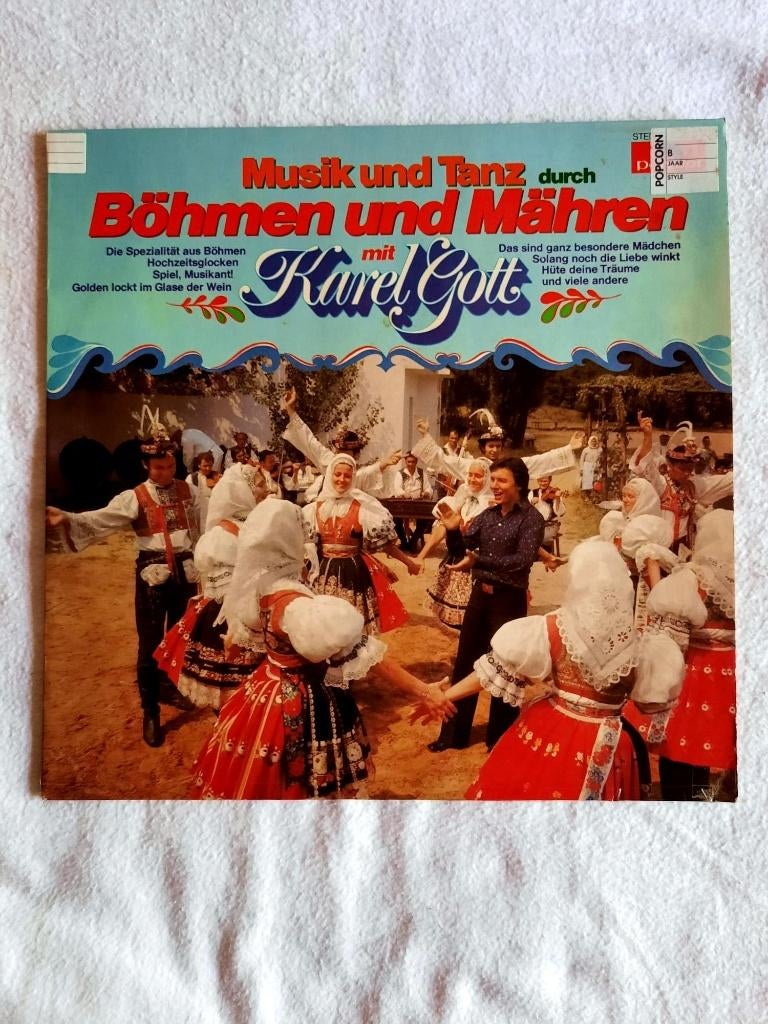 Musik und Tanz durch
Böhmen und Mähren
mit
Karel Gott
Die Spezialität aus Böhmen
Hochzeitsglocken
Spiel, Musikant!
Golden lockt im Glase der Wein
Das sind ganz besondere Mädchen
Solang noch die Liebe winkt
Hüte deine Träume
und viele andere
POPCORN
B
JAAR
STYLE